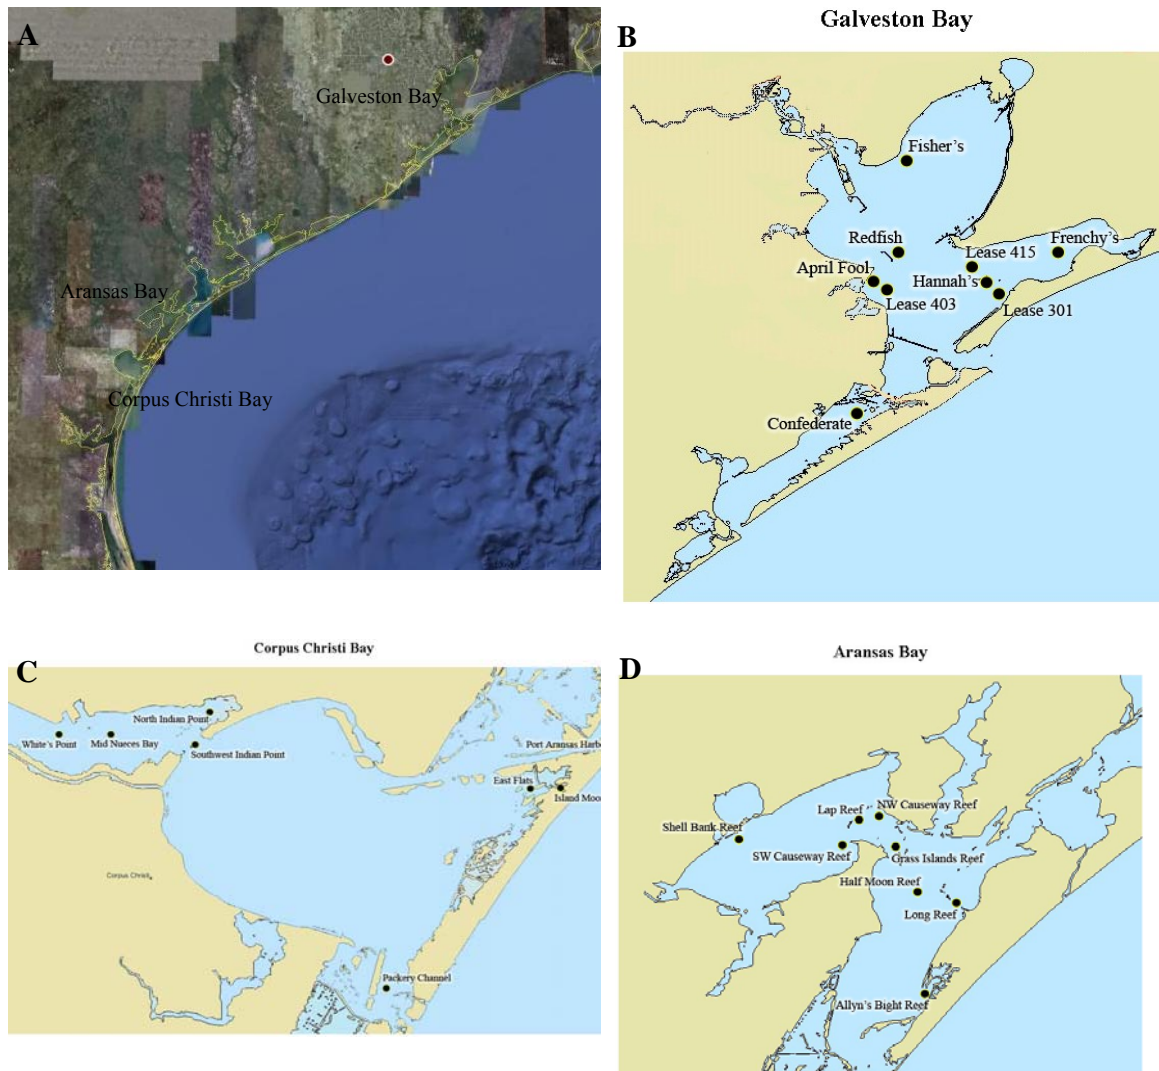 A
Galveston Bay
Aransas Bay
Corpus Christi Bay
B
Galveston Bay
Fisher's
Redfish
Frenchy's
Lease 415
April Fool
Hannah's
Lease 403
Lease 301
Confederate
C
Corpus Christi Bay
North Indian Point
White's Point
Mid Nueces Bay
Southwest Indian Point
Port Aransas Harbo
East Flats
Island Moo
Corpus Christi
Packery Channel
D
Aransas Bay
Lap Reef
NW Causeway Reef
Shell Bank Reef
SW Causeway Reef
Grass Islands Reef
Half Moon Reef
Long Reef
Allyn's Bight Reef